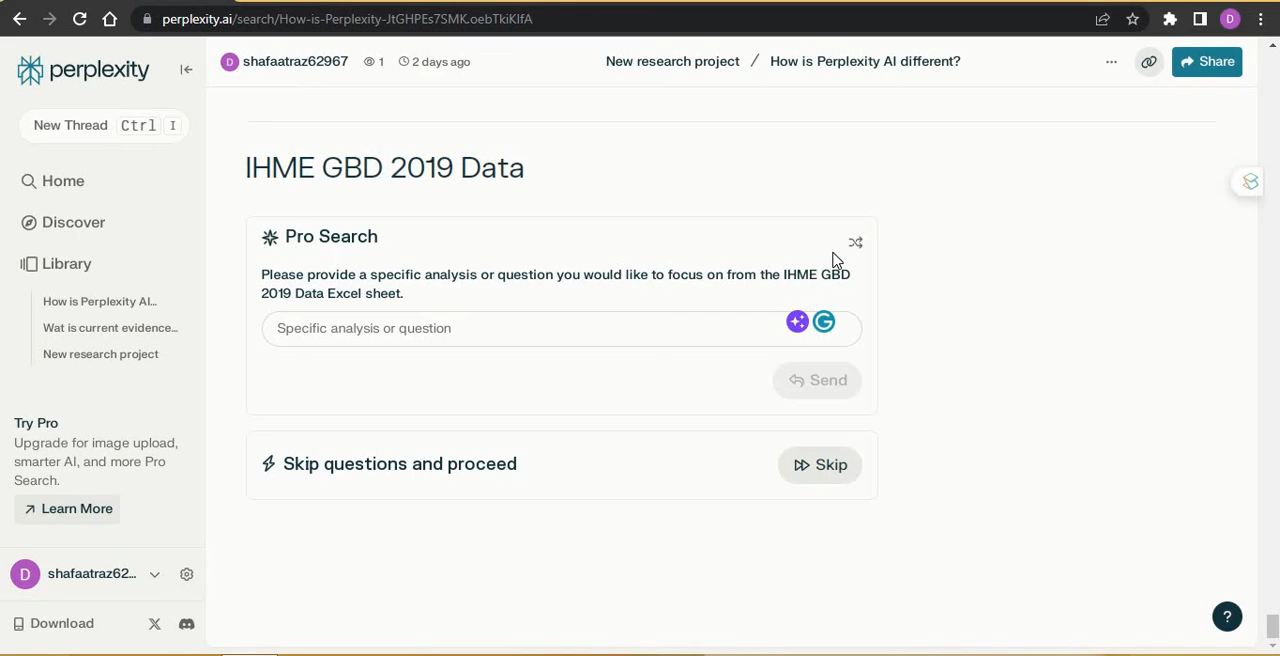 perplexity.ai/search/How-is-Perplexity-JtGHPEs7SMK.oebTkiKIfA
D
perplexity
D shafaatraz62967 1 2 days ago New research project / How is Perplexity AI different? ... Share
New Thread Ctrl I
IHME GBD 2019 Data
Home
Discover
Library
How is Perplexity AI...
Wat is current evidence...
New research project
Pro Search
Please provide a specific analysis or question you would like to focus on from the IHME GBD
2019 Data Excel sheet.
Specific analysis or question
G
Send
Skip questions and proceed
Skip
Try Pro
Upgrade for image upload,
smarter AI, and more Pro
Search.
Learn More
D shafaatraz62...
Download X
?